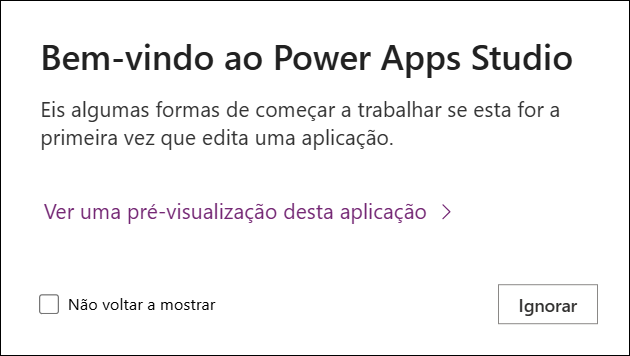 Bem-vindo ao Power Apps Studio
Eis algumas formas de começar a trabalhar se esta for a
primeira vez que edita uma aplicação.
Ver uma pré-visualização desta aplicação
Não voltar a mostrar
Ignorar